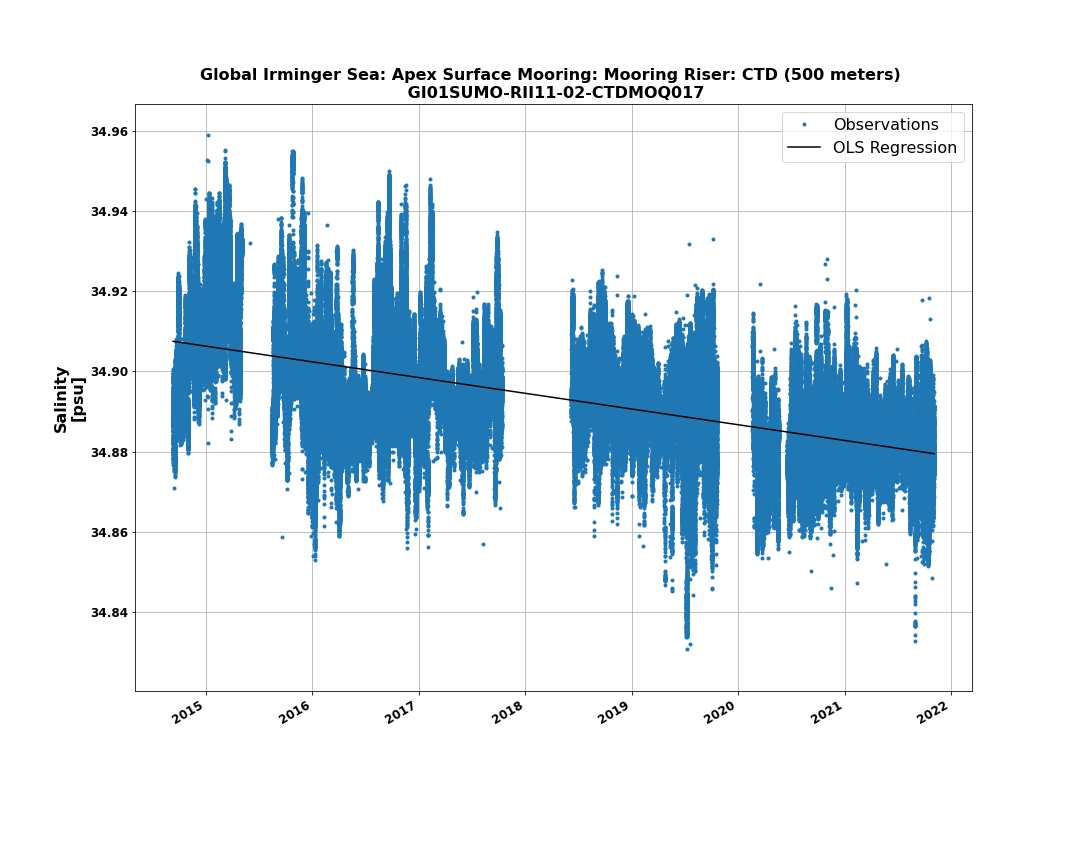 Global Irminger Sea: Apex Surface Mooring: Mooring Riser: CTD (500 meters)
GI01SUMO-RII11-02-CTDMOQ017
Observations
OLS Regression
34.96
34.94
34.92
34.90
34.88
34.86
34.84
Salinity
[psu]
2015
2016
2017
2018
2019
2020
2021
2022